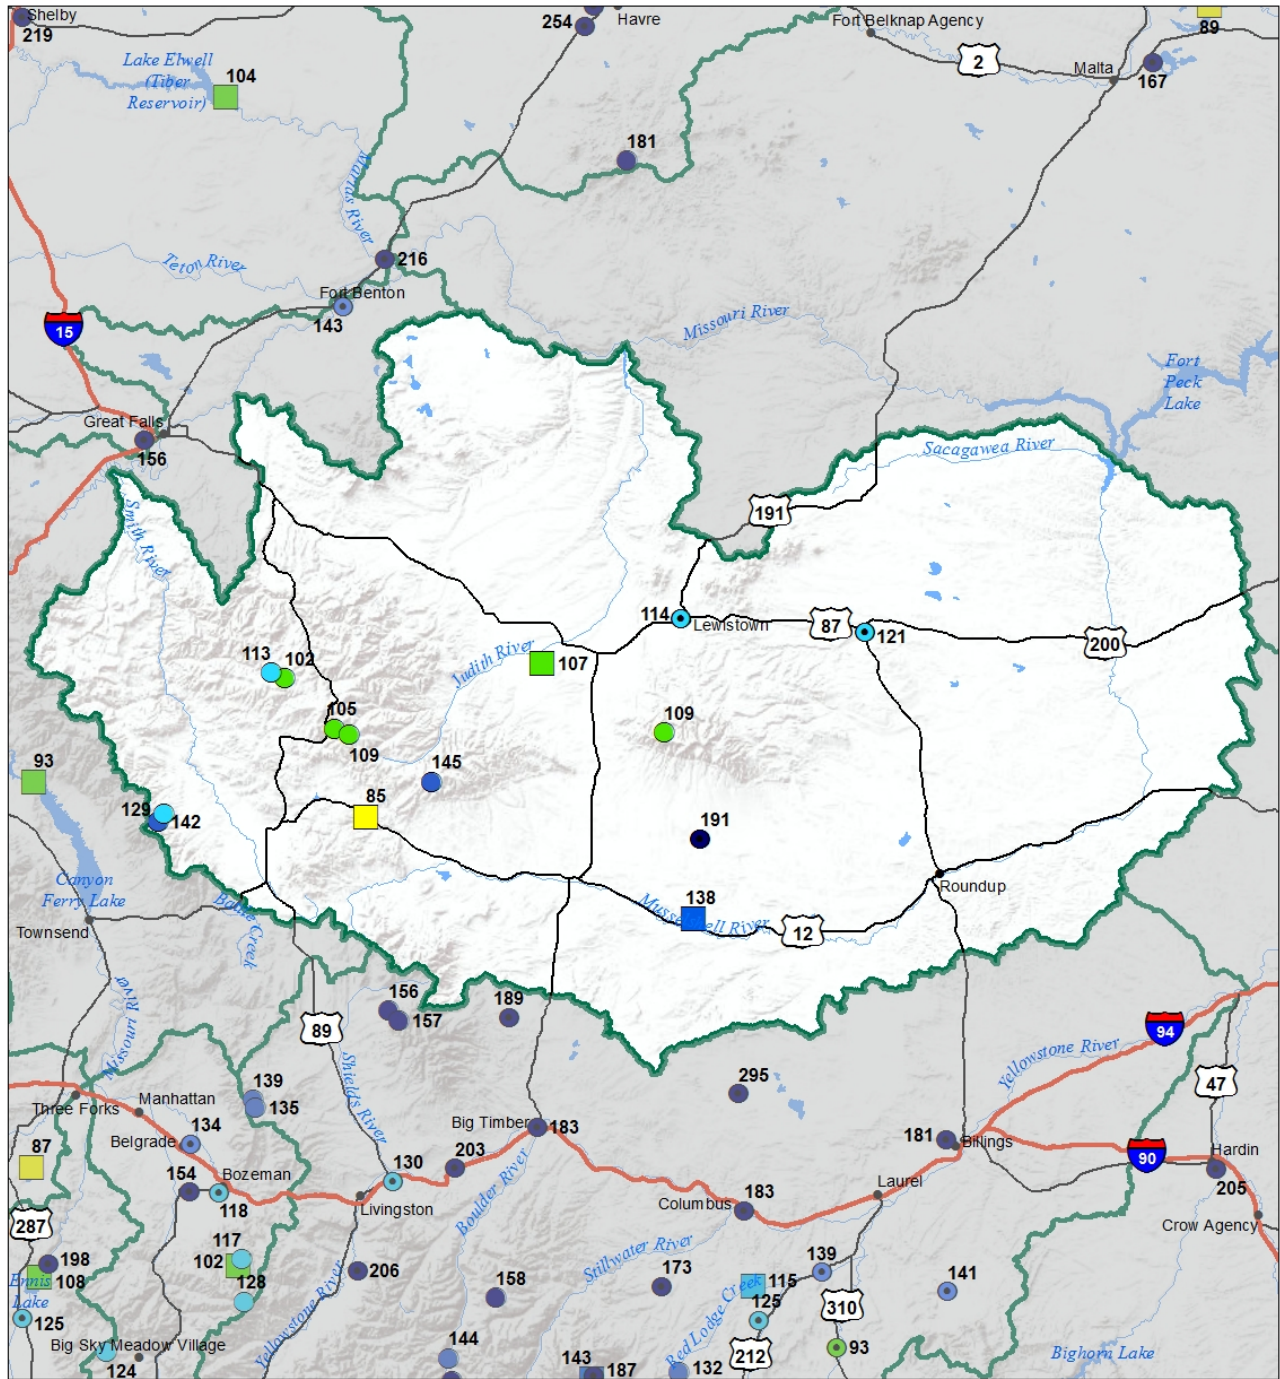 Shelby
219
254
Havre
Fort Belknap Agency
89
2
Malta
167
Lake Elwell
(Tiber
Reservoir)
104
181
Marias River
Teton River
216
Fort Benton
143
15
Missouri River
Fort
Peck
Lake
Great Falls
156
Sacagawea River
191
Smith River
114
Lewistown
87
121
200
113
102
Judith River
107
105
109
109
145
93
85
129
142
191
Canyon
Ferry Lake
Roundup
138
Musselshell River
12
Battle Creek
Townsend
156
157
189
89
94
Missouri River
Yellowstone River
Shields River
295
47
139
135
Three Forks
Manhattan
134
Belgrade
Big Timber
183
181
Billings
87
154
Bozeman
118
130
203
90
Hardin
205
Livingston
Boulder River
Columbus
183
Laurel
Crow Agency
287
198
108
Ennis
Lake
117
102
128
206
158
Stillwater River
173
139
115
141
125
Yellowstone River
Red Lodge Creek
125
310
Big Sky Meadow Village
124
144
143
187
132
212
93
Bighorn Lake